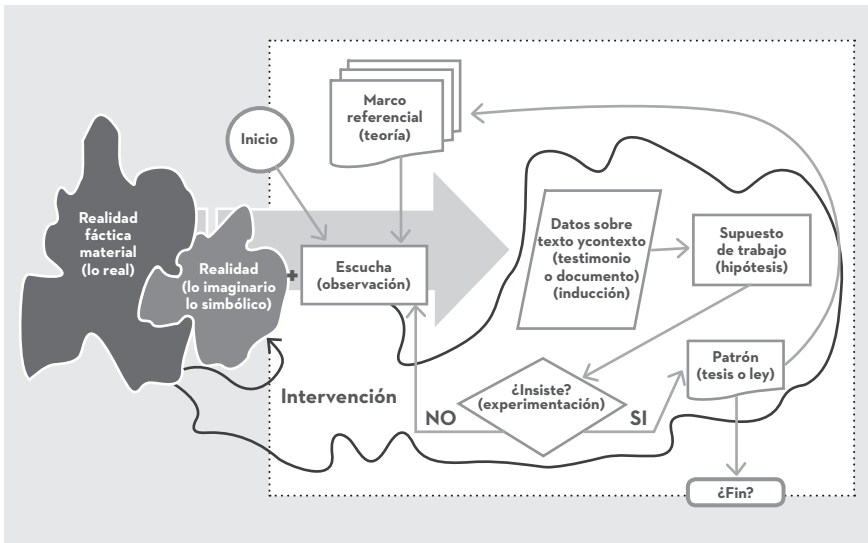 Marco
referencial
(teoría)
Inicio
Realidad
fáctica
material
(lo real)
Realidad
(lo imaginario
lo simbólico)
+
Escucha
(observación)
Datos sobre
texto ycontexto
(testimonio
o documento)
(inducción)
Supuesto
de trabajo
(hipótesis)
Intervención
¿Insiste?
(experimentación)
NO
SI
Patrón
(tesis o ley)
¿Fin?